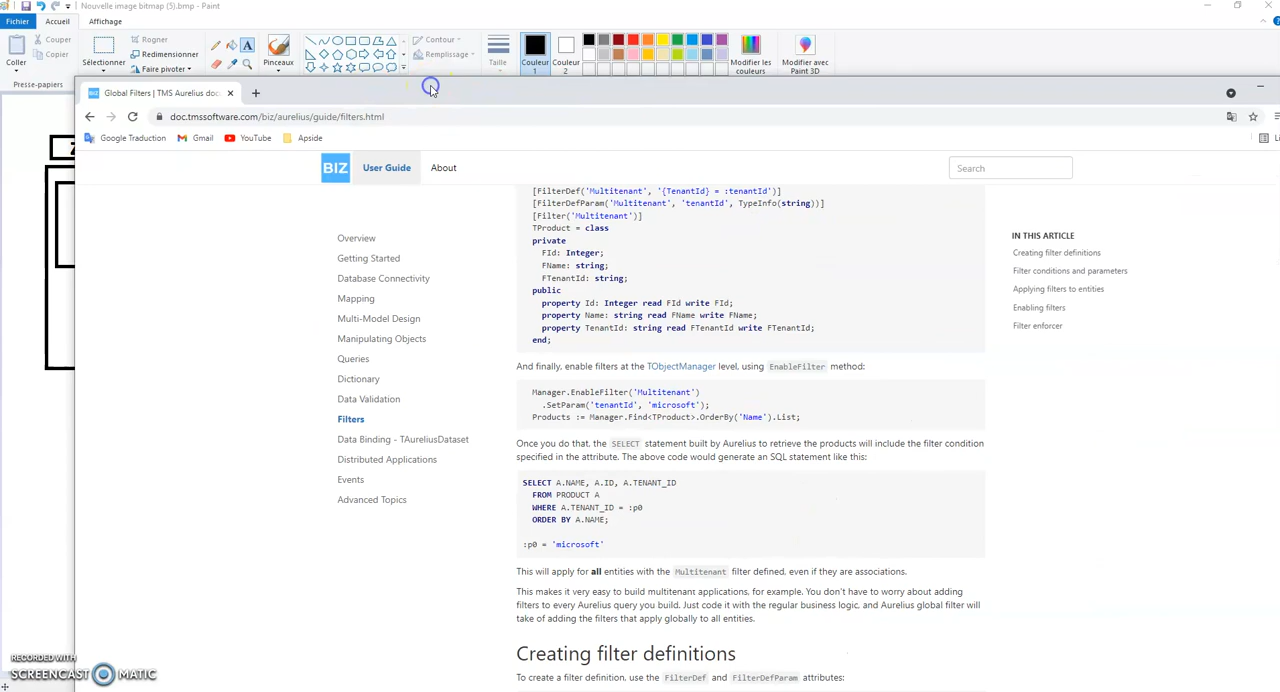 Nouvelle image bitmap (5).bmp - Paint
Fichier Accueil Affichage
Coller
Couper
Copier
Presse-papiers
Sélectionner
Rogner
Redimensionner
Faire pivoter
Pinceaux
Contour
Remplissage
Taille
Couleur 1
Couleur 2
Modifier les couleurs
Modifier avec Paint 3D
Global Filters | TMS Aurelius doc
doc.tmssoftware.com/biz/aurelius/guide/filters.html
Google Traduction Gmail YouTube Apside
BIZ User Guide About Search
Overview
Getting Started
Database Connectivity
Mapping
Multi-Model Design
Manipulating Objects
Queries
Dictionary
Data Validation
Filters
Data Binding - TAureliusDataset
Distributed Applications
Events
Advanced Topics
[FilterDef('Multitenant', '{TenantId} = :tenantId')]
[FilterDefParam('Multitenant', 'tenantId', TypeInfo(string))]
[Filter('Multitenant')]
TProduct = class
private
FId: Integer;
FName: string;
FTenantId: string;
public
property Id: Integer read FId write FId;
property Name: string read FName write FName;
property TenantId: string read FTenantId write FTenantId;
end;
And finally, enable filters at the TObjectManager level, using EnableFilter method:
Manager.EnableFilter('Multitenant')
.SetParam('tenantId', 'microsoft');
Products := Manager.Find<TProduct>.OrderBy('Name').List;
Once you do that, the SELECT statement built by Aurelius to retrieve the products will include the filter condition
specified in the attribute. The above code would generate an SQL statement like this:
SELECT A.NAME, A.ID, A.TENANT_ID
FROM PRODUCT A
WHERE A.TENANT_ID = :p0
ORDER BY A.NAME;
:p0 = 'microsoft'
This will apply for all entities with the Multitenant filter defined, even if they are associations.
This makes it very easy to build multitenant applications, for example. You don't have to worry about adding
filters to every Aurelius query you build. Just code it with the regular business logic, and Aurelius global filter will
take of adding the filters that apply globally to all entities.
Creating filter definitions
To create a filter definition, use the FilterDef and FilterDefParam attributes:
IN THIS ARTICLE
Creating filter definitions
Filter conditions and parameters
Applying filters to entities
Enabling filters
Filter enforcer
RECORDED WITH
SCREENCAST MATIC